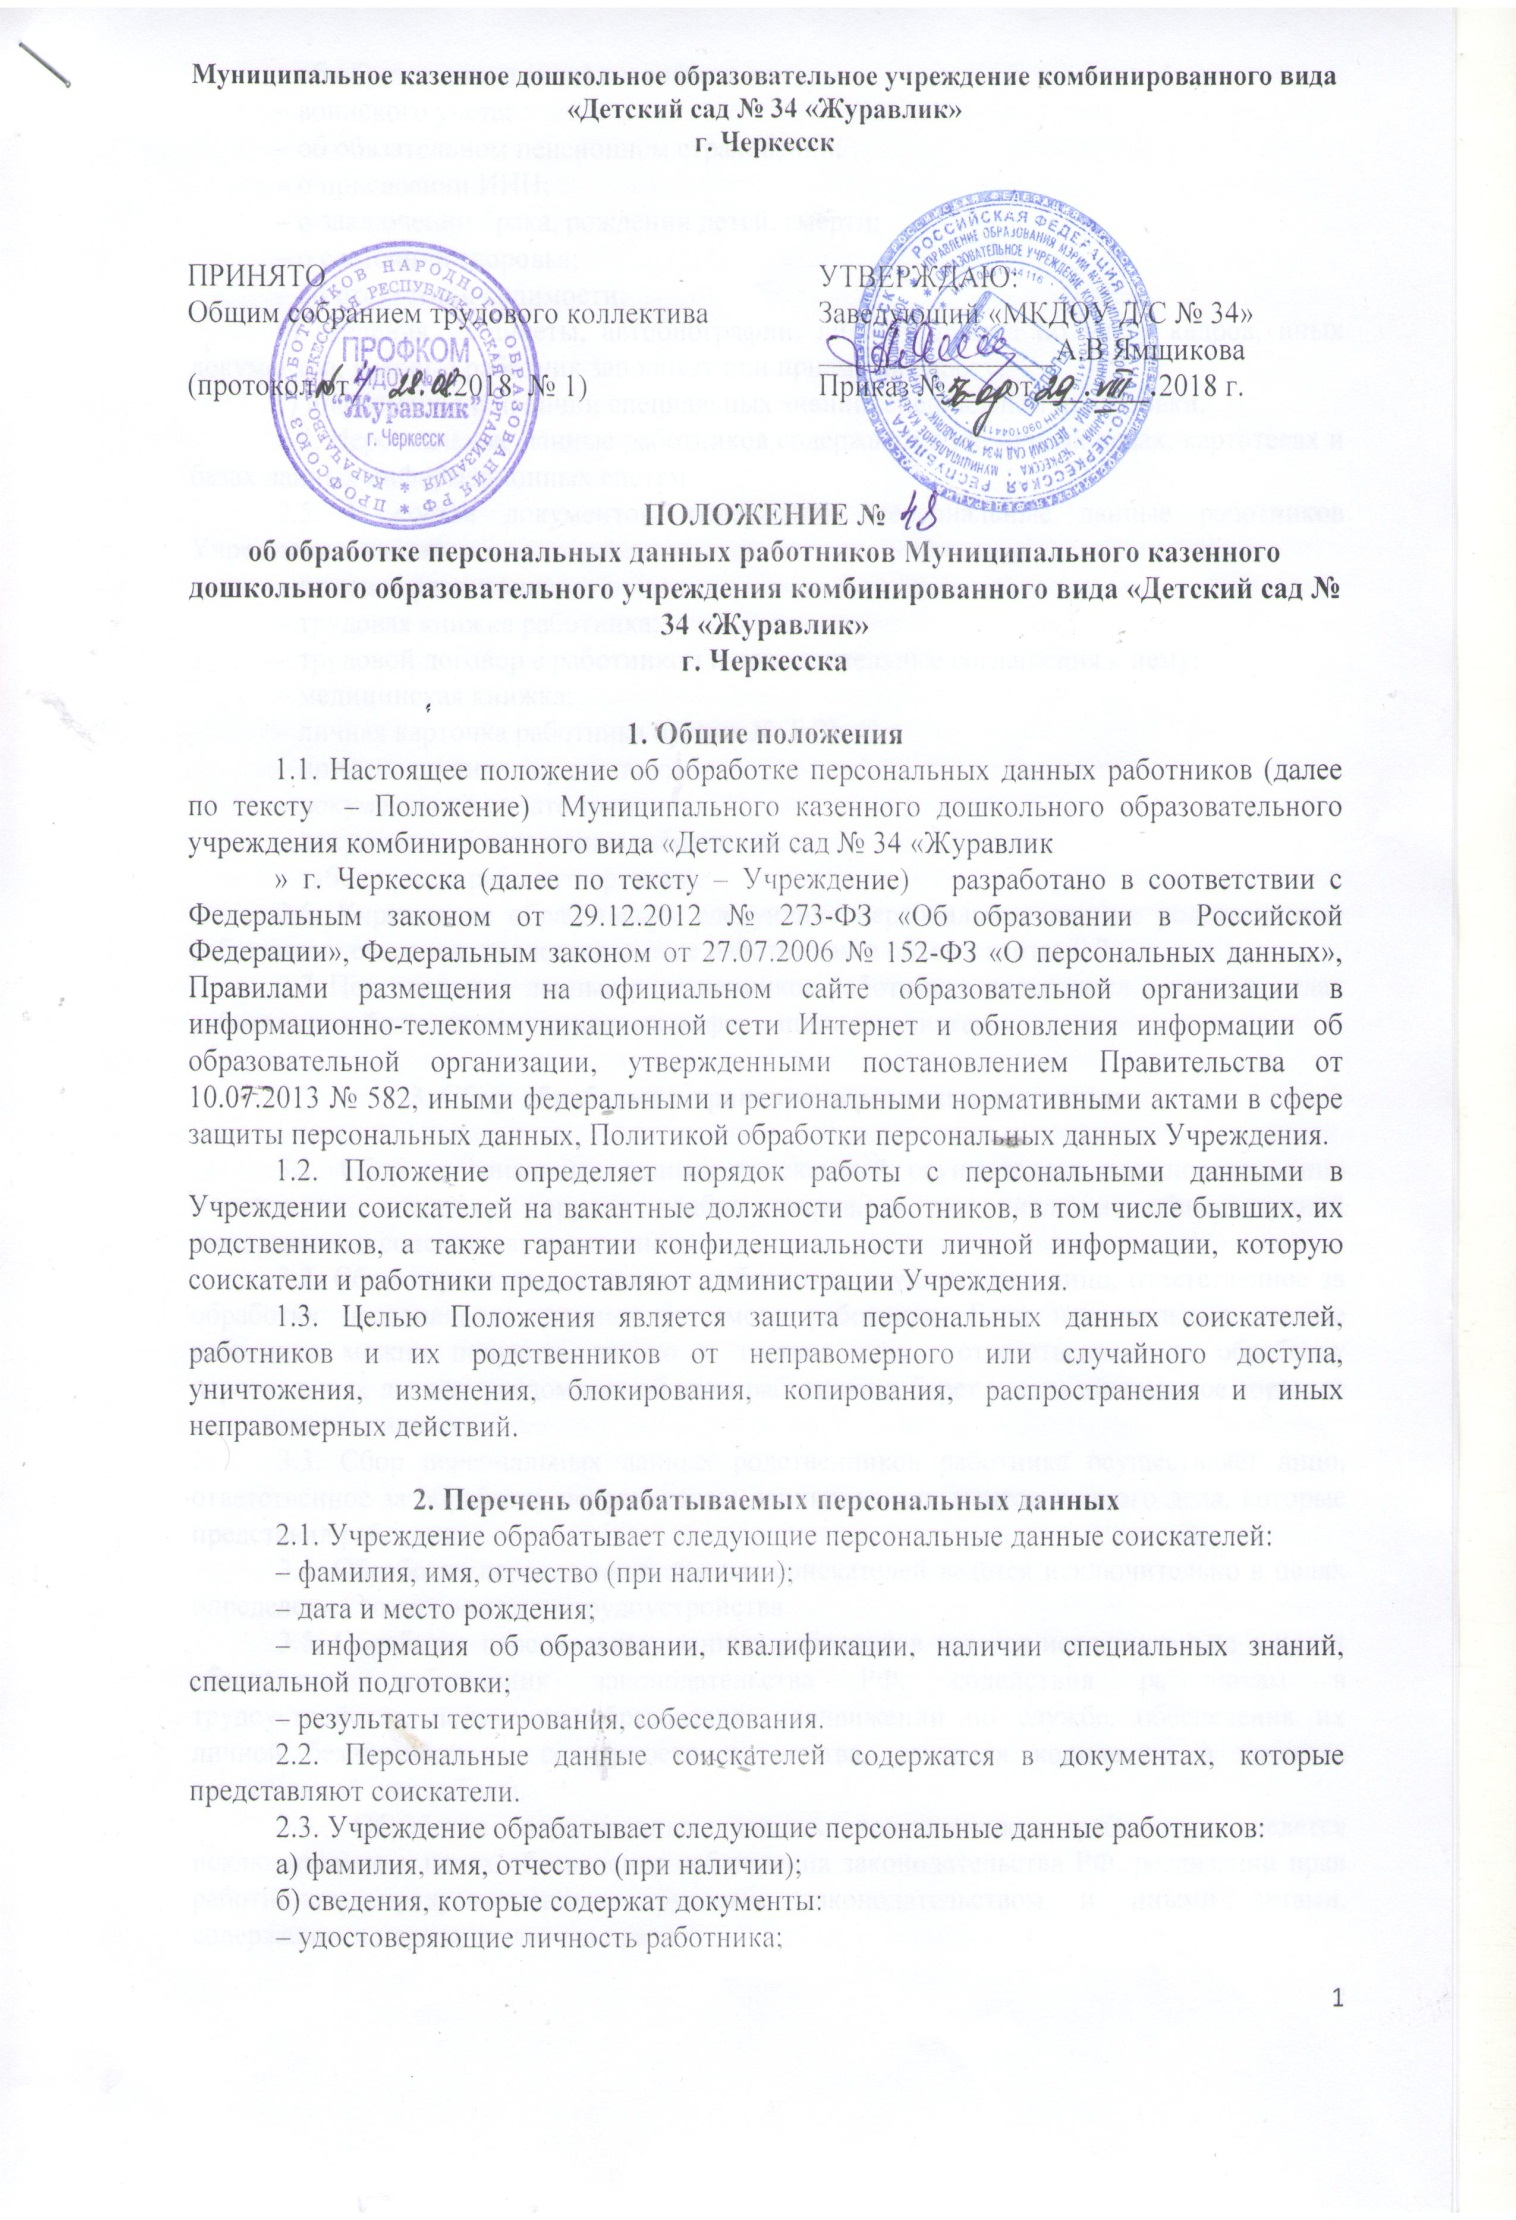 Муниципальное казенное дошкольное образовательное учреждение комбинированного вида
«Детский сад № 34 «Журавлик»
г. Черкесск
ПРИНЯТО
Общим собранием трудового коллектива
(протокол от 28.08 2018 № 1)
УТВЕРЖДАЮ:
Заведующий «МКДОУ Д/С № 34»
А.В Ямщикова
Приказ № от 29.VIII.2018 г.
ПРОФКОМ
"Журавлик"
г. Черкесск
ПОЛОЖЕНИЕ № 48
об обработке персональных данных работников Муниципального казенного
дошкольного образовательного учреждения комбинированного вида «Детский сад №
34 «Журавлик»
г. Черкесска
1. Общие положения
1.1. Настоящее положение об обработке персональных данных работников (далее
по тексту – Положение) Муниципального казенного дошкольного образовательного
учреждения комбинированного вида «Детский сад № 34 «Журавлик
» г. Черкесска (далее по тексту – Учреждение) разработано в соответствии с
Федеральным законом от 29.12.2012 № 273-ФЗ «Об образовании в Российской
Федерации», Федеральным законом от 27.07.2006 № 152-ФЗ «О персональных данных»,
Правилами размещения на официальном сайте образовательной организации в
информационно-телекоммуникационной сети Интернет и обновления информации об
образовательной организации, утвержденными постановлением Правительства от
10.07.2013 № 582, иными федеральными и региональными нормативными актами в сфере
защиты персональных данных, Политикой обработки персональных данных Учреждения.
1.2. Положение определяет порядок работы с персональными данными в
Учреждении соискателей на вакантные должности работников, в том числе бывших, их
родственников, а также гарантии конфиденциальности личной информации, которую
соискатели и работники предоставляют администрации Учреждения.
1.3. Целью Положения является защита персональных данных соискателей,
работников и их родственников от неправомерного или случайного доступа,
уничтожения, изменения, блокирования, копирования, распространения и иных
неправомерных действий.
2. Перечень обрабатываемых персональных данных
2.1. Учреждение обрабатывает следующие персональные данные соискателей:
– фамилия, имя, отчество (при наличии);
– дата и место рождения;
– информация об образовании, квалификации, наличии специальных знаний,
специальной подготовки;
– результаты тестирования, собеседования.
2.2. Персональные данные соискателей содержатся в документах, которые
представляют соискатели.
2.3. Учреждение обрабатывает следующие персональные данные работников:
а) фамилия, имя, отчество (при наличии);
б) сведения, которые содержат документы:
– удостоверяющие личность работника;
1